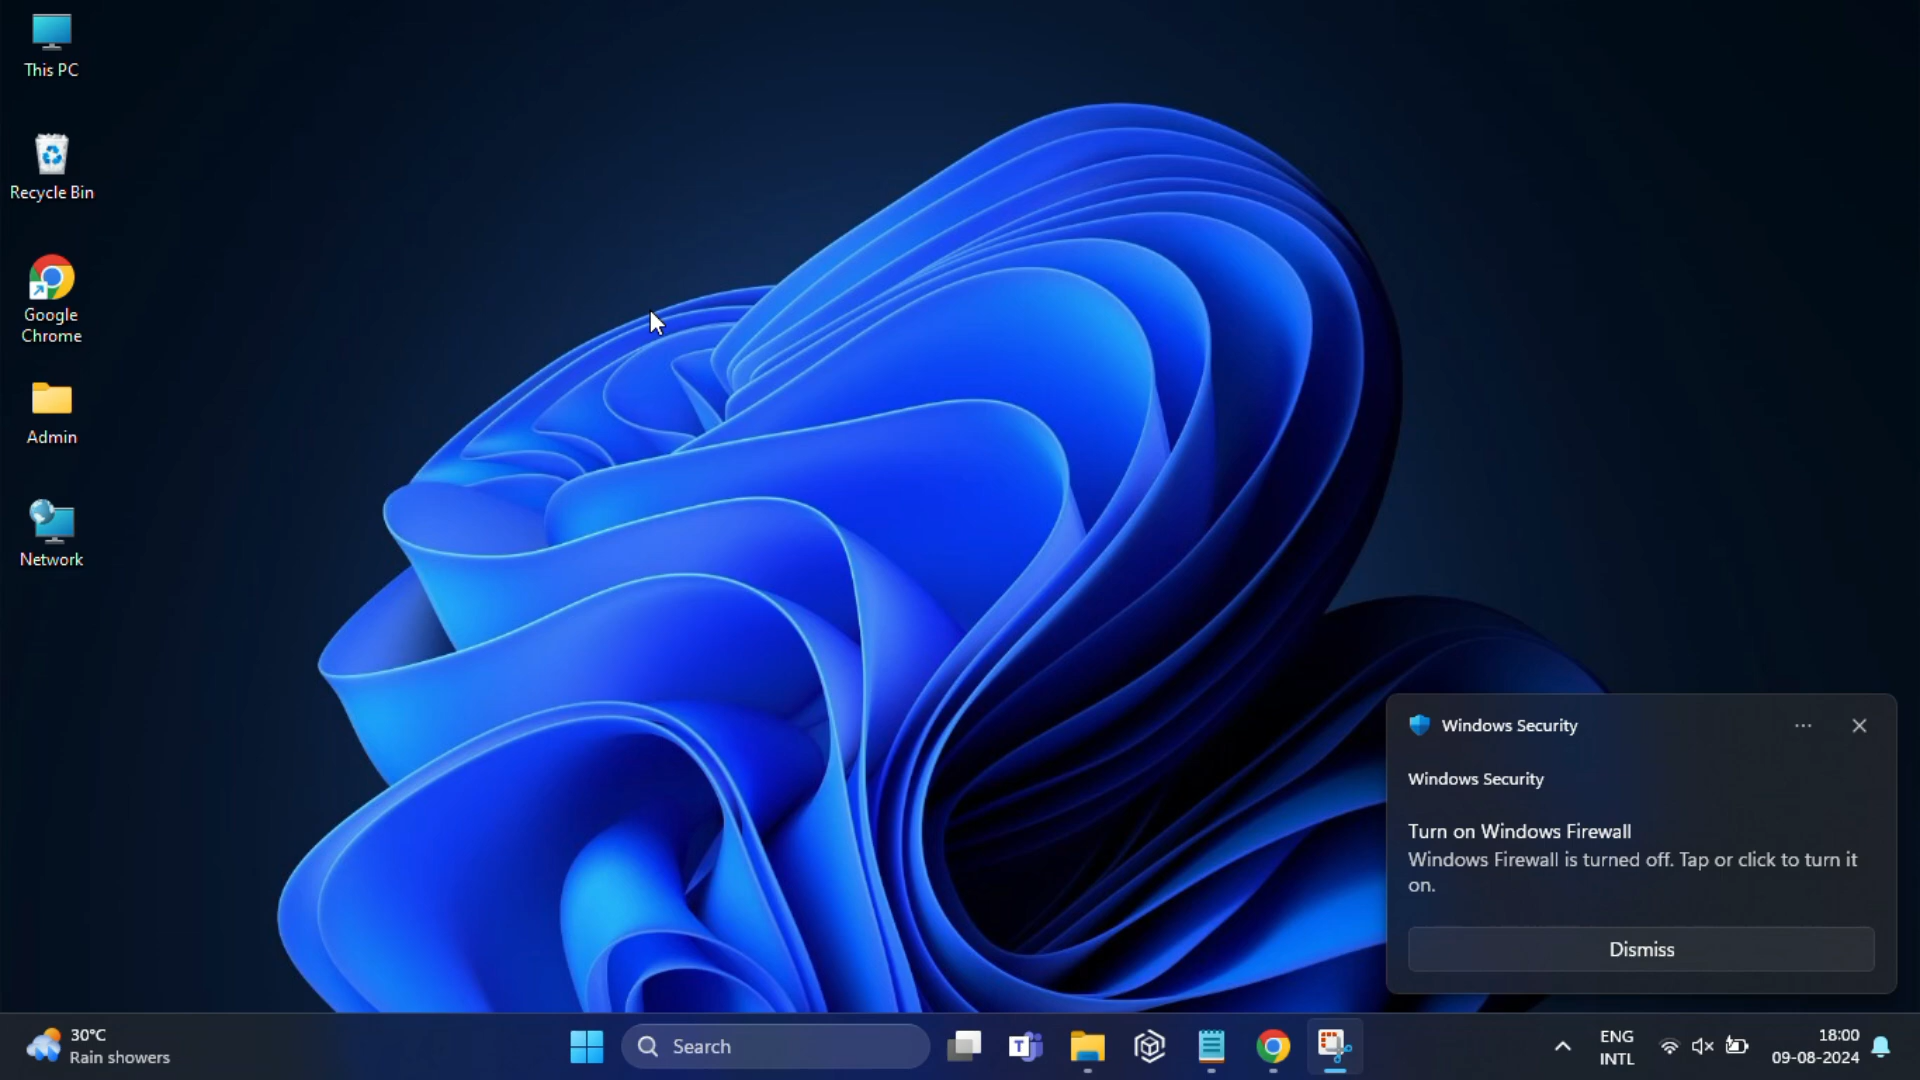 This PC
Recycle Bin
Google
Chrome
Admin
Network
Windows Security
Windows Security
Turn on Windows Firewall
Windows Firewall is turned off. Tap or click to turn it
on.
Dismiss
30°C
Rain showers
Search
T
ENG
INTL
18:00
09-08-2024